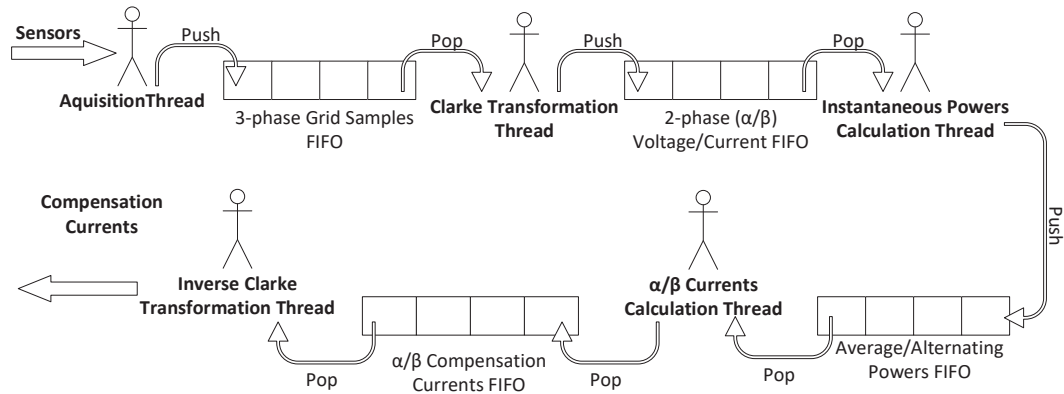 Sensors
Push
AquisitionThread
3-phase Grid Samples
FIFO
Pop
Clarke Transformation
Thread
Push
2-phase (α/β)
Voltage/Current FIFO
Pop
Instantaneous Powers
Calculation Thread
Push
Average/Alternating
Powers FIFO
Pop
α/β Currents
Calculation Thread
Pop
α/β Compensation
Currents FIFO
Pop
Inverse Clarke
Transformation Thread
Compensation
Currents